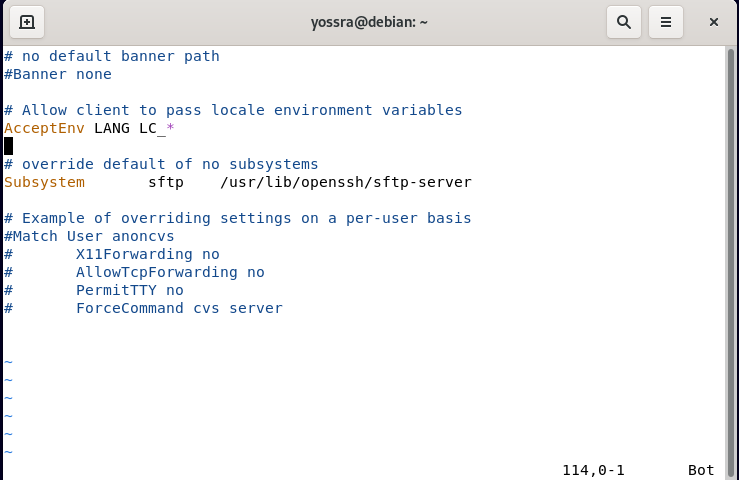 yossra@debian: ~
# no default banner path
#Banner none
# Allow client to pass locale environment variables
AcceptEnv LANG LC_*
# override default of no subsystems
Subsystem       sftp    /usr/lib/openssh/sftp-server
# Example of overriding settings on a per-user basis
#Match User anoncvs
#       X11Forwarding no
#       AllowTcpForwarding no
#       PermitTTY no
#       ForceCommand cvs server
~
~
~
~
~
~
114,0-1       Bot